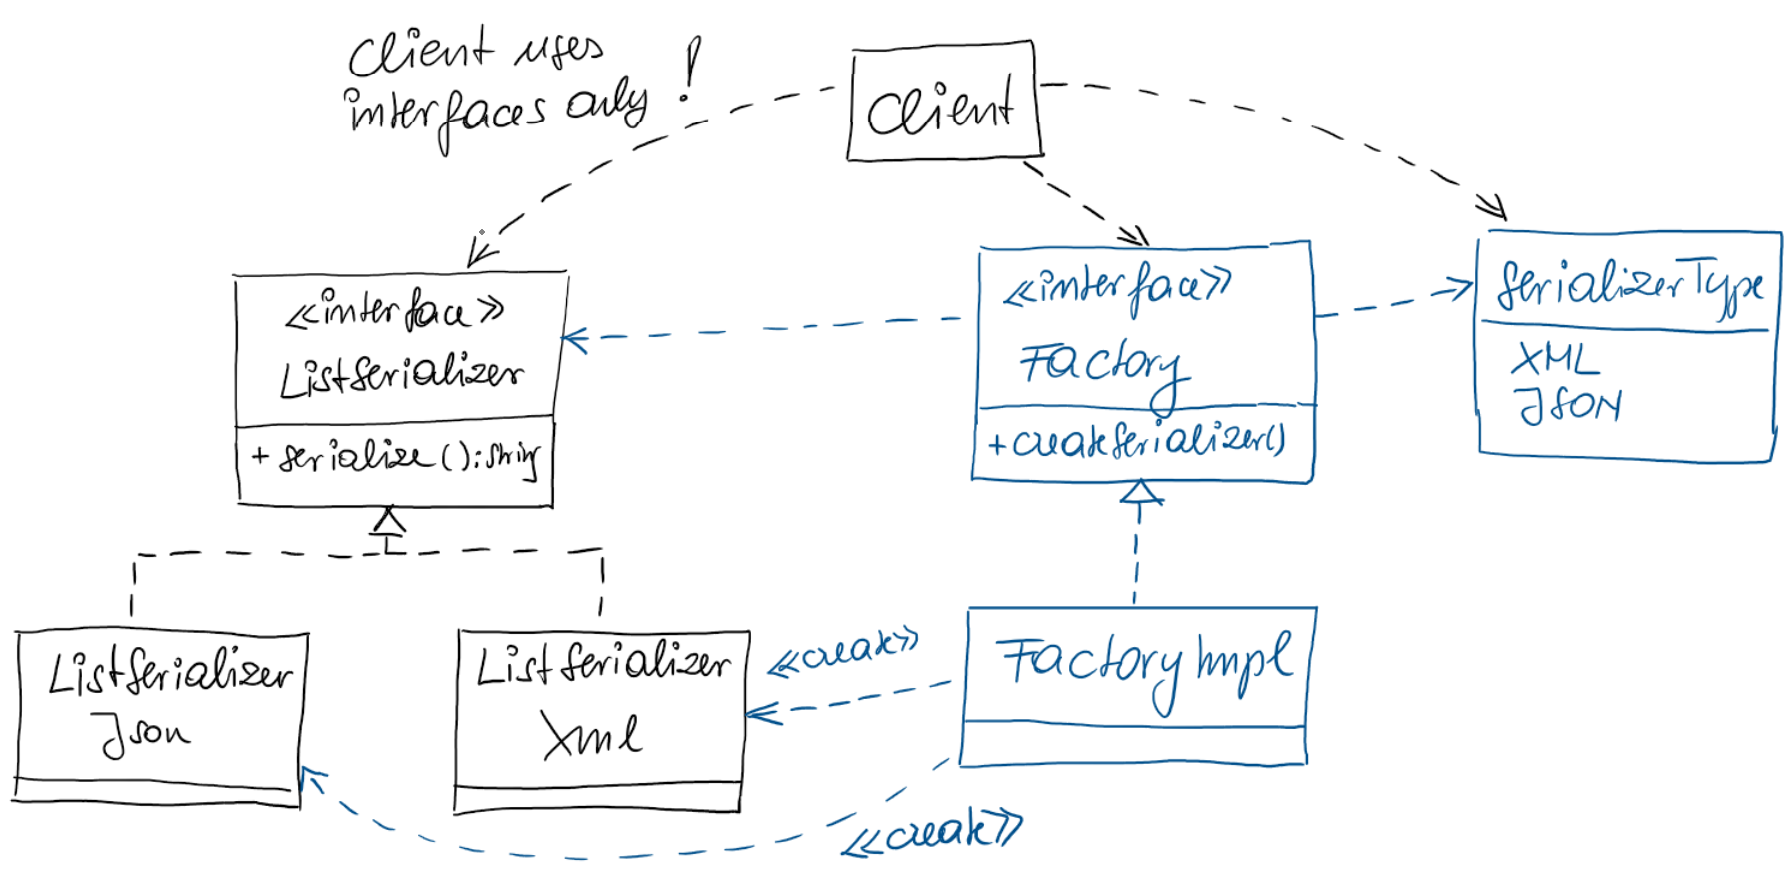 Client uses
interfaces only !
Client
«interface»
ListSerializer
+ serialize () : String
«interface»
Factory
+ createSerializer()
SerializerType
XML
JSON
ListSerializer
Json
ListSerializer
Xml
«create»
FactoryImpl
«create»